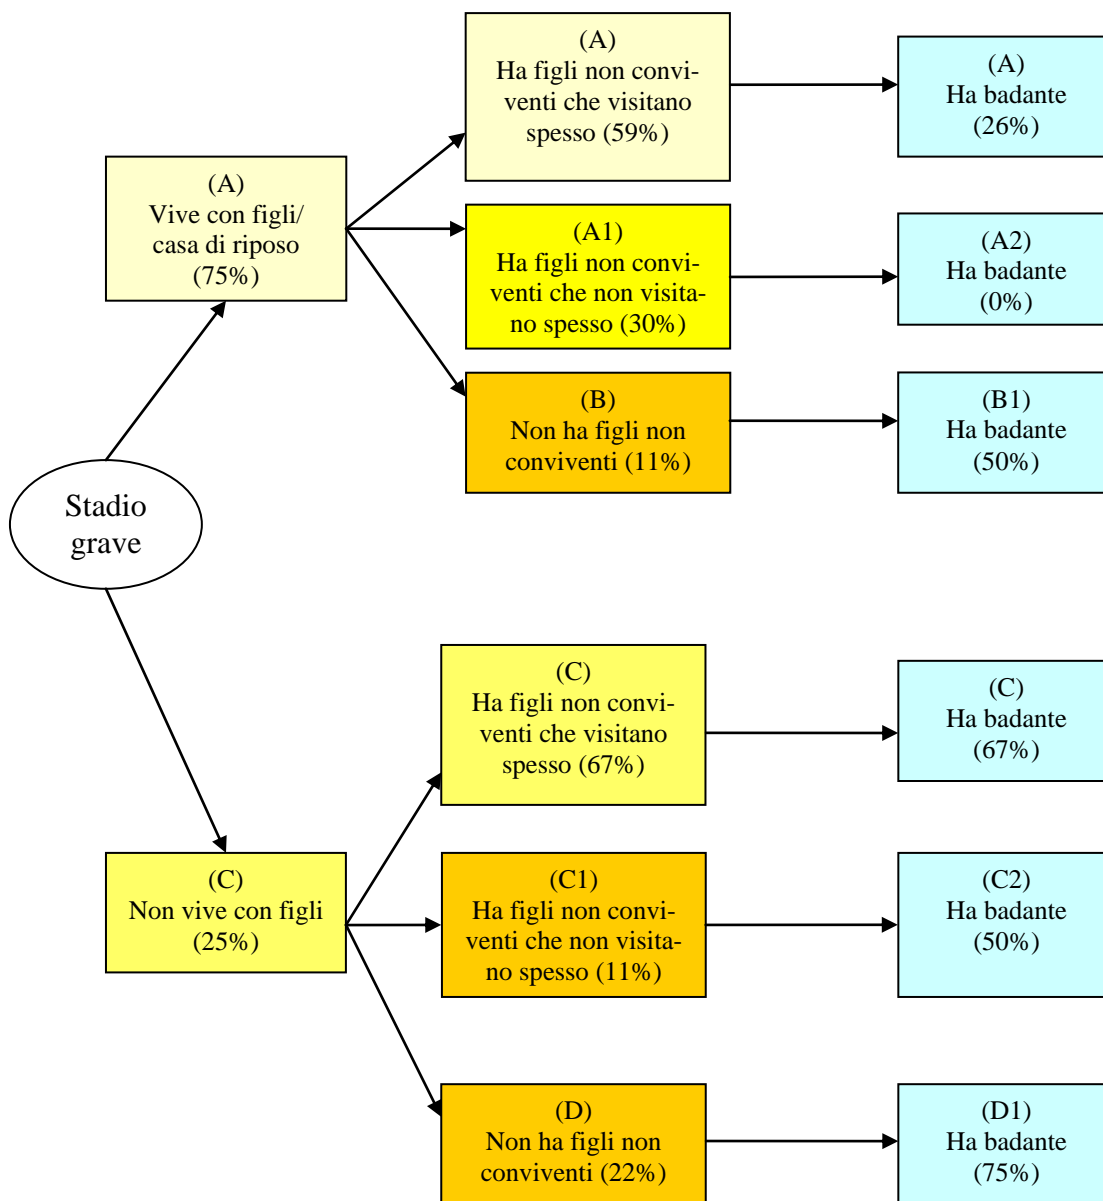 (A)
Ha figli non convi-
venti che visitano
spesso (59%)
(A)
Ha badante
(26%)
(A)
Vive con figli/
casa di riposo
(75%)
(A1)
Ha figli non convi-
venti che non visita-
no spesso (30%)
(A2)
Ha badante
(0%)
(B)
Non ha figli non
conviventi (11%)
(B1)
Ha badante
(50%)
Stadio
grave
(C)
Ha figli non convi-
venti che visitano
spesso (67%)
(C)
Ha badante
(67%)
(C)
Non vive con figli
(25%)
(C1)
Ha figli non convi-
venti che non visita-
no spesso (11%)
(C2)
Ha badante
(50%)
(D)
Non ha figli non
conviventi (22%)
(D1)
Ha badante
(75%)